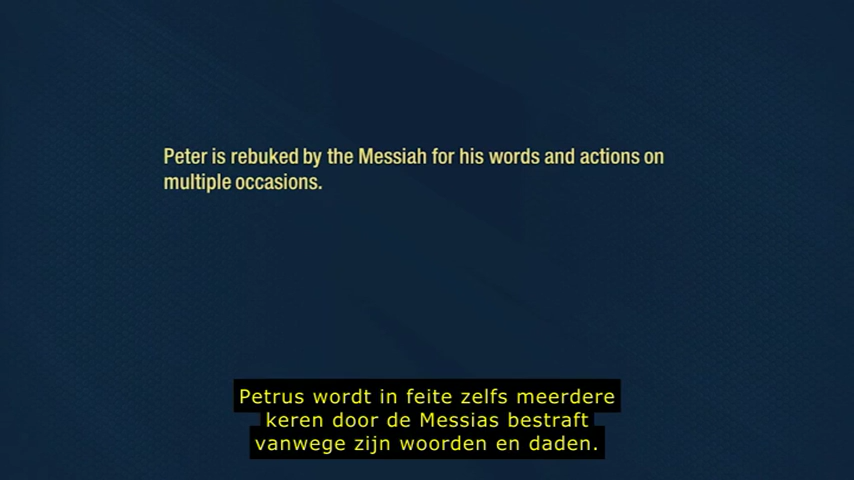 Peter is rebuked by the Messiah for his words and actions on
multiple occasions.
Petrus wordt in feite zelfs meerdere
keren door de Messias bestraft
vanwege zijn woorden en daden.